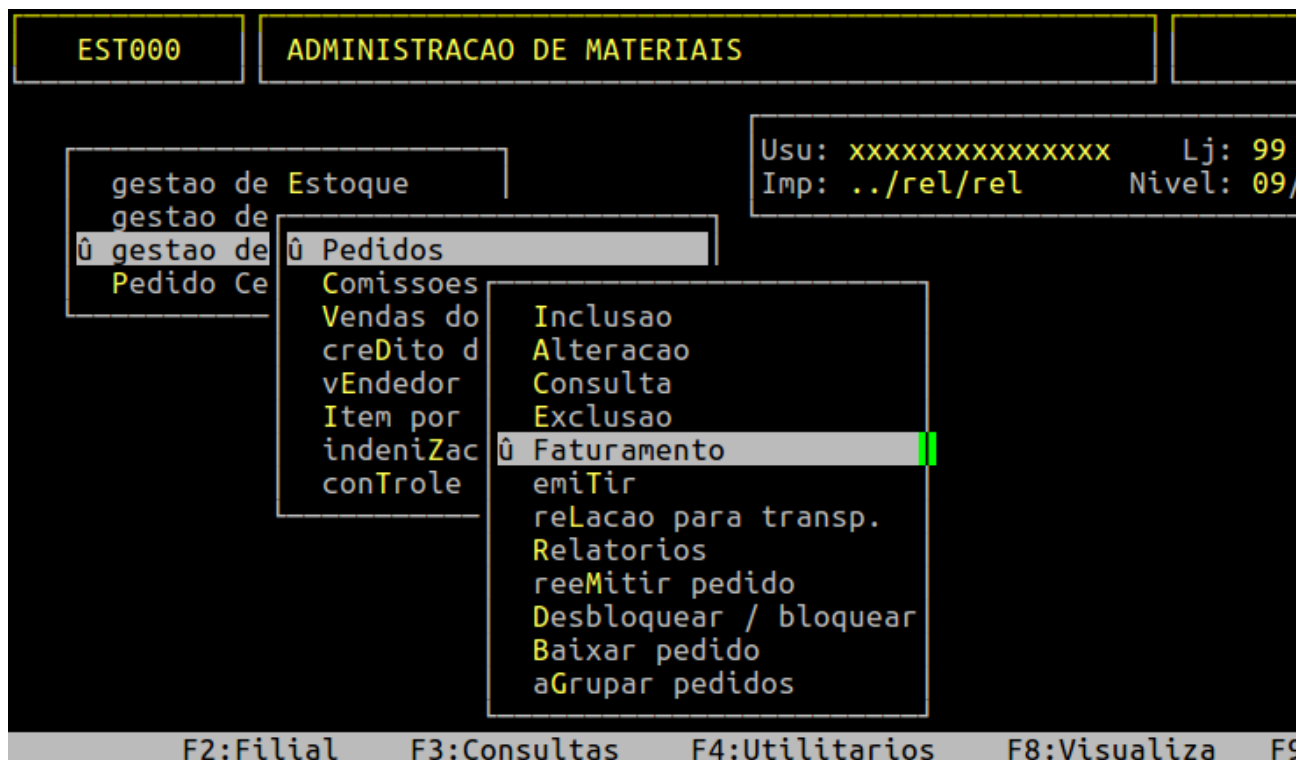 EST000 ADMINISTRACAO DE MATERIAIS
Usu: xxxxxxxxxxxxxxx Lj: 99
Imp: ../rel/rel Nivel: 09/
gestao de Estoque
gestao de
û gestao de
Pedido Ce
û Pedidos
Comissoes
Vendas do
creDito d
vEndedor
Item por
indeniZac
conTrole
Inclusao
Alteracao
Consulta
Exclusao
û Faturamento
emiTir
reLacao para transp.
Relatorios
reeMitir pedido
Desbloquear / bloquear
Baixar pedido
aGrupar pedidos
F2:Filial F3:Consultas F4:Utilitarios F8:Visualiza F9